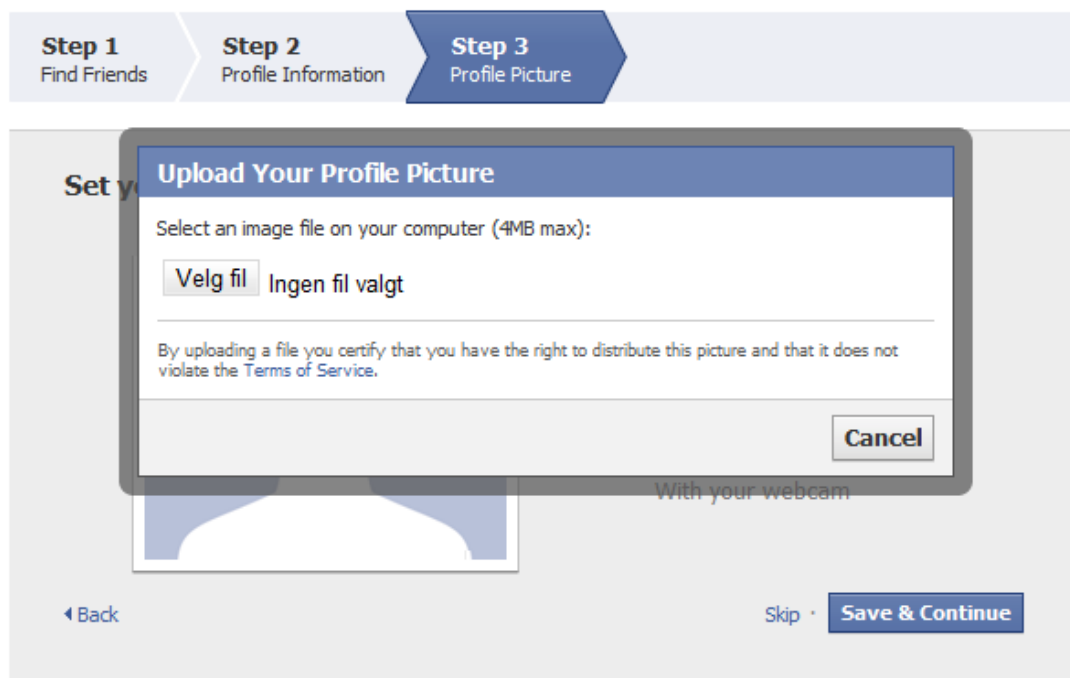 Step 1
Find Friends
Step 2
Profile Information
Step 3
Profile Picture
Set
Upload Your Profile Picture
Select an image file on your computer (4MB max):
Velg fil Ingen fil valgt
By uploading a file you certify that you have the right to distribute this picture and that it does not
violate the Terms of Service.
Cancel
With your webcam
Back
Skip · Save & Continue